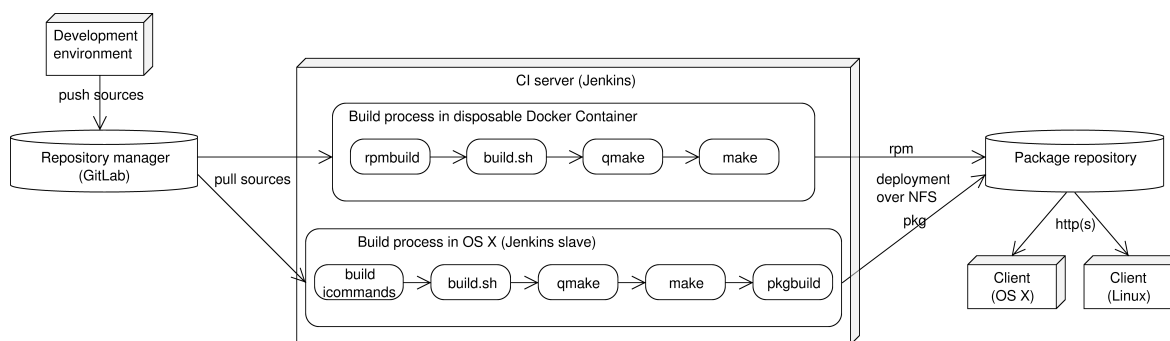 Development
environment
push sources
Repository manager
(GitLab)
pull sources
CI server (Jenkins)
Build process in disposable Docker Container
rpmbuild
build.sh
qmake
make
Build process in OS X (Jenkins slave)
build
icommands
build.sh
qmake
make
pkgbuild
rpm
deployment
over NFS
pkg
Package repository
http(s)
Client
(OS X)
Client
(Linux)